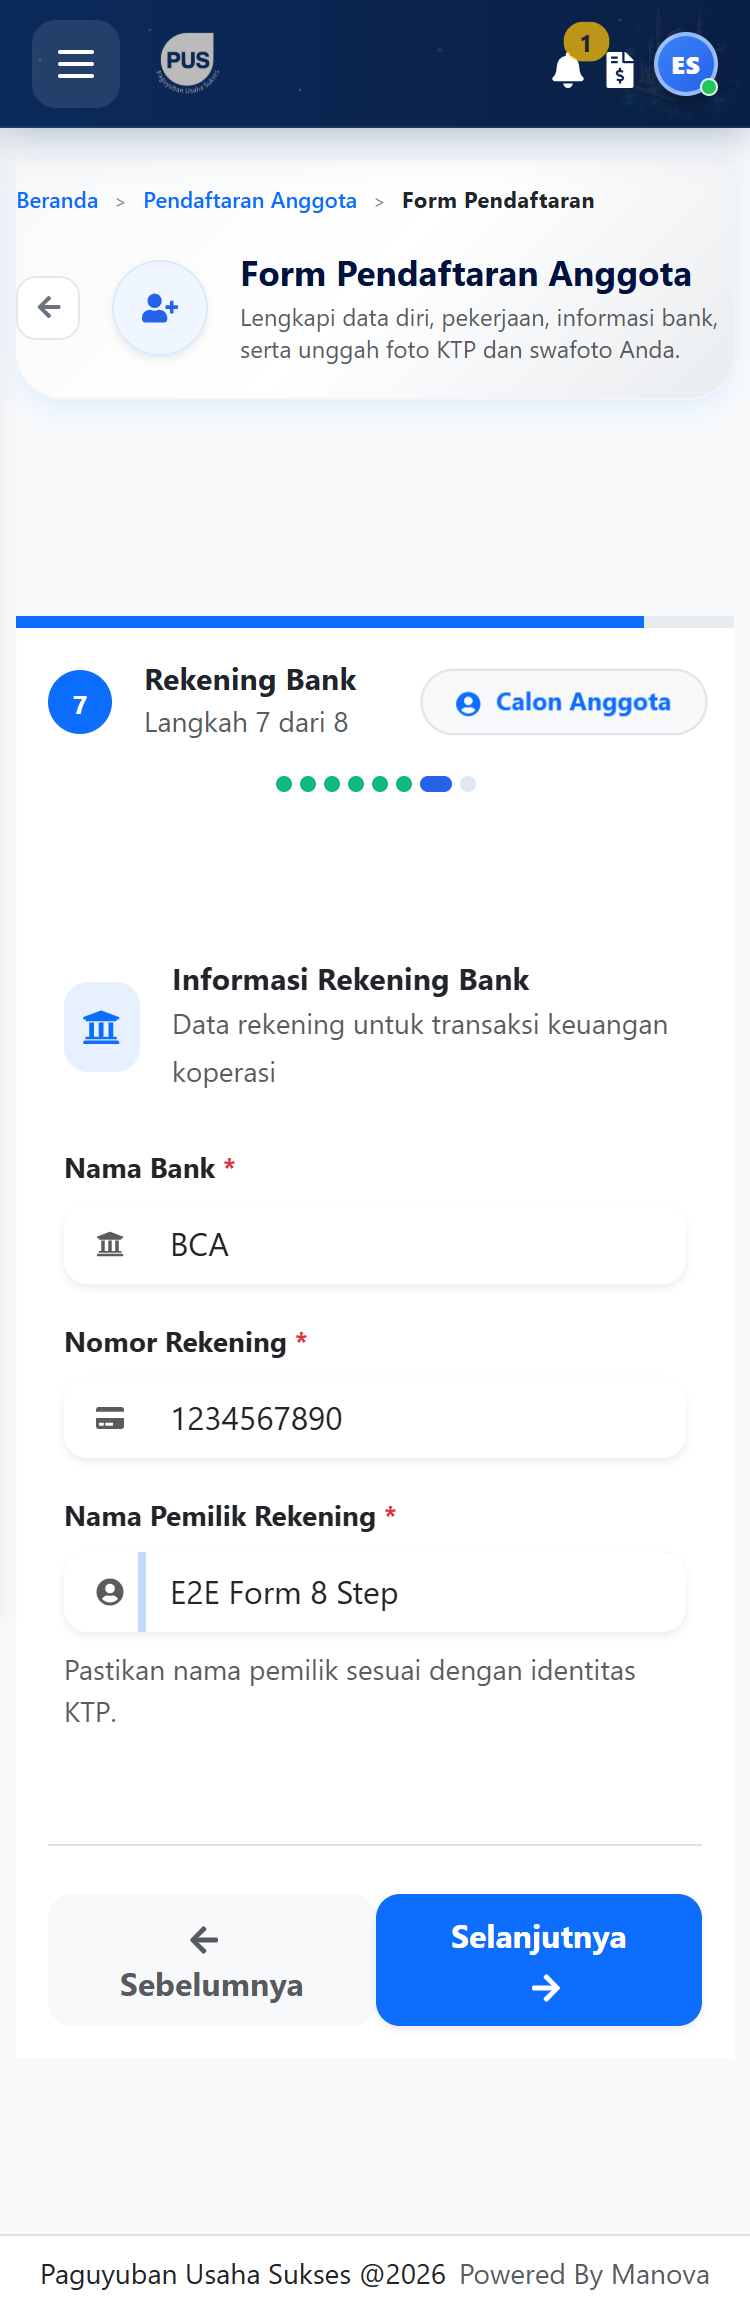 PUS
Paguyuban Usaha Sukses
1
ES
Beranda > Pendaftaran Anggota > Form Pendaftaran
Form Pendaftaran Anggota
Lengkapi data diri, pekerjaan, informasi bank,
serta unggah foto KTP dan swafoto Anda.
7
Rekening Bank
Langkah 7 dari 8
Calon Anggota
Informasi Rekening Bank
Data rekening untuk transaksi keuangan
koperasi
Nama Bank *
BCA
Nomor Rekening *
1234567890
Nama Pemilik Rekening *
E2E Form 8 Step
Pastikan nama pemilik sesuai dengan identitas
KTP.
Sebelumnya
Selanjutnya
Paguyuban Usaha Sukses @2026 Powered By Manova